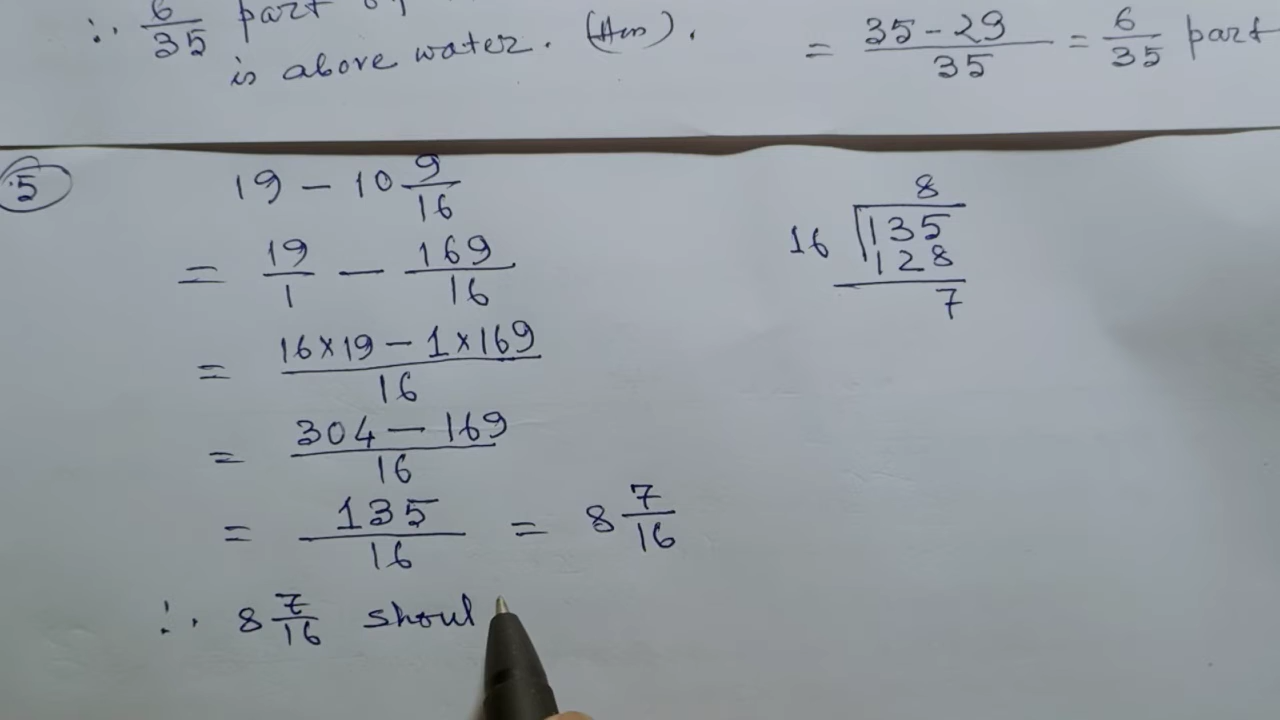 ∴ 6/35 part
is above water. (Ans).
= (35 - 29)/35 = 6/35 part
5
19 - 10 9/16
= 19/1 - 169/16
= (16×19 - 1×169)/16
= (304 - 169)/16
= 135/16 = 8 7/16
∴ 8 7/16 shoul
8
16 135
128
7